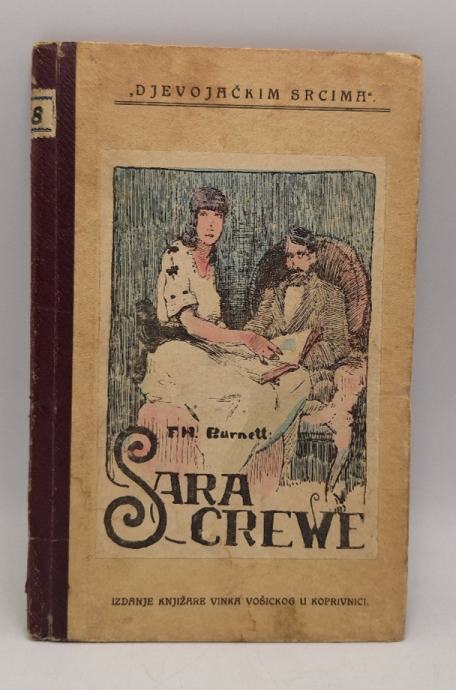 „DJEVOJAČKIM SRCIMA“.
8
F. H. Burnett.
SARA
CREWE
IZDANJE KNJIŽARE VINKA VOŠICKOG U KOPRIVNICI.